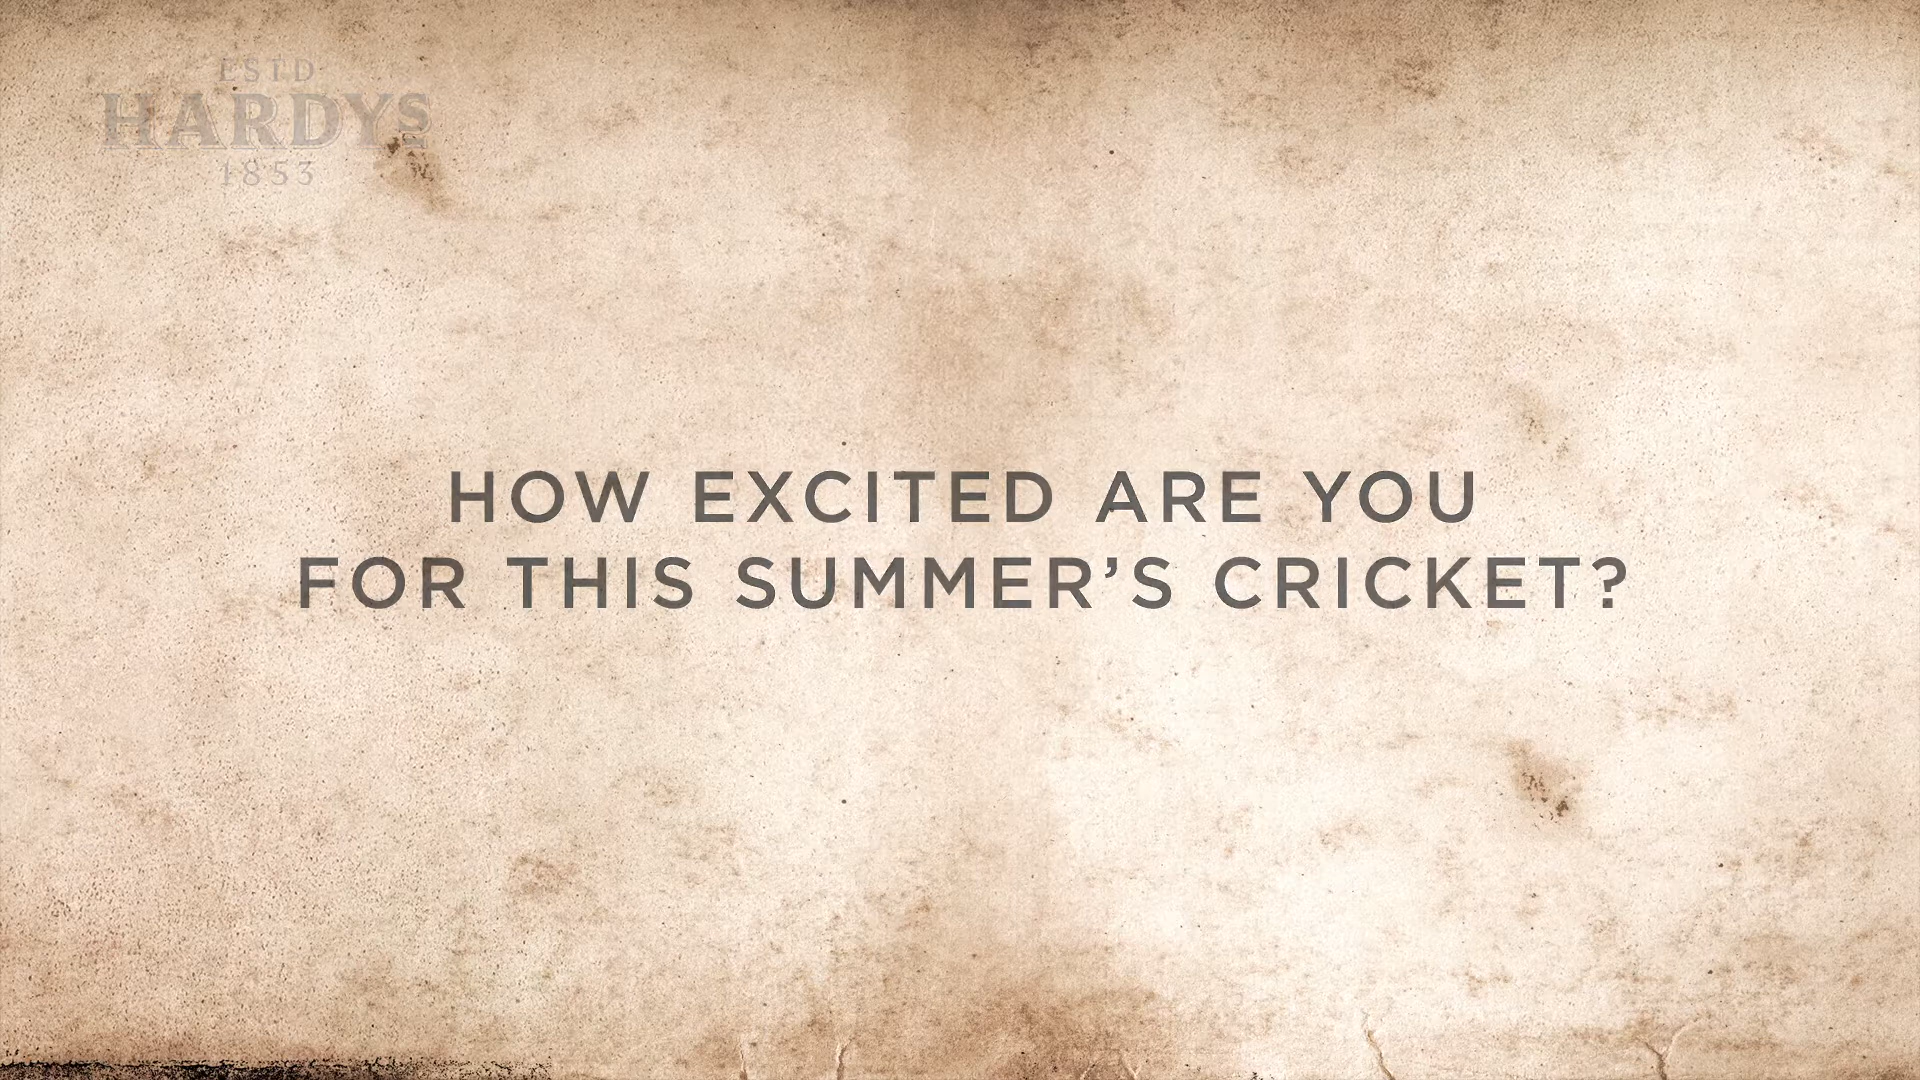 ESTD
HARDYS
1853
HOW EXCITED ARE YOU
FOR THIS SUMMER’S CRICKET?